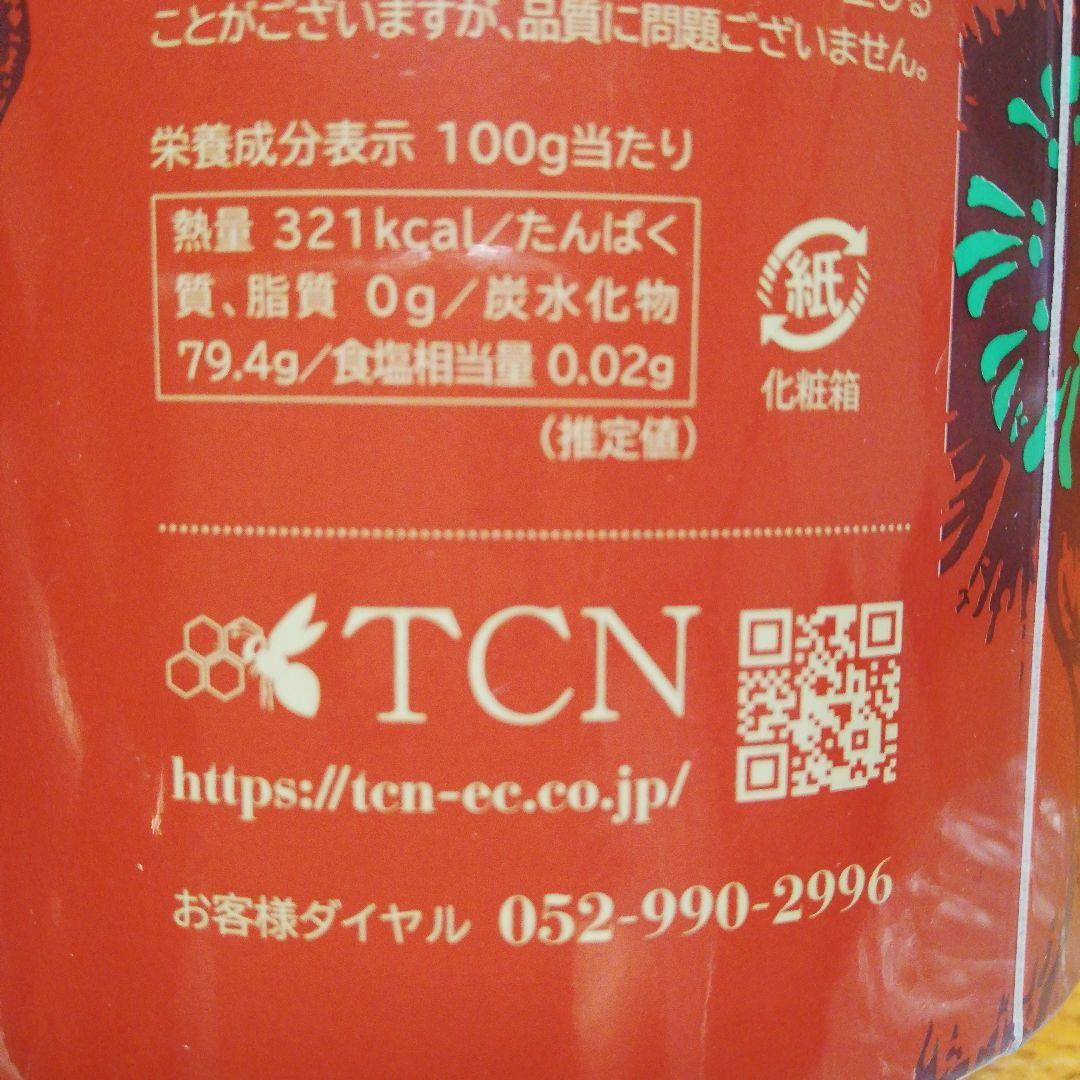 ことがございますが、品質に問題ございません。
栄養成分表示 100g当たり
熱量 321kcal/たんぱく
質、脂質 0g/炭水化物
79.4g/食塩相当量 0.02g
(推定値)
紙
化粧箱
TCN
https://tcn-ec.co.jp/
お客様ダイヤル 052-990-2996